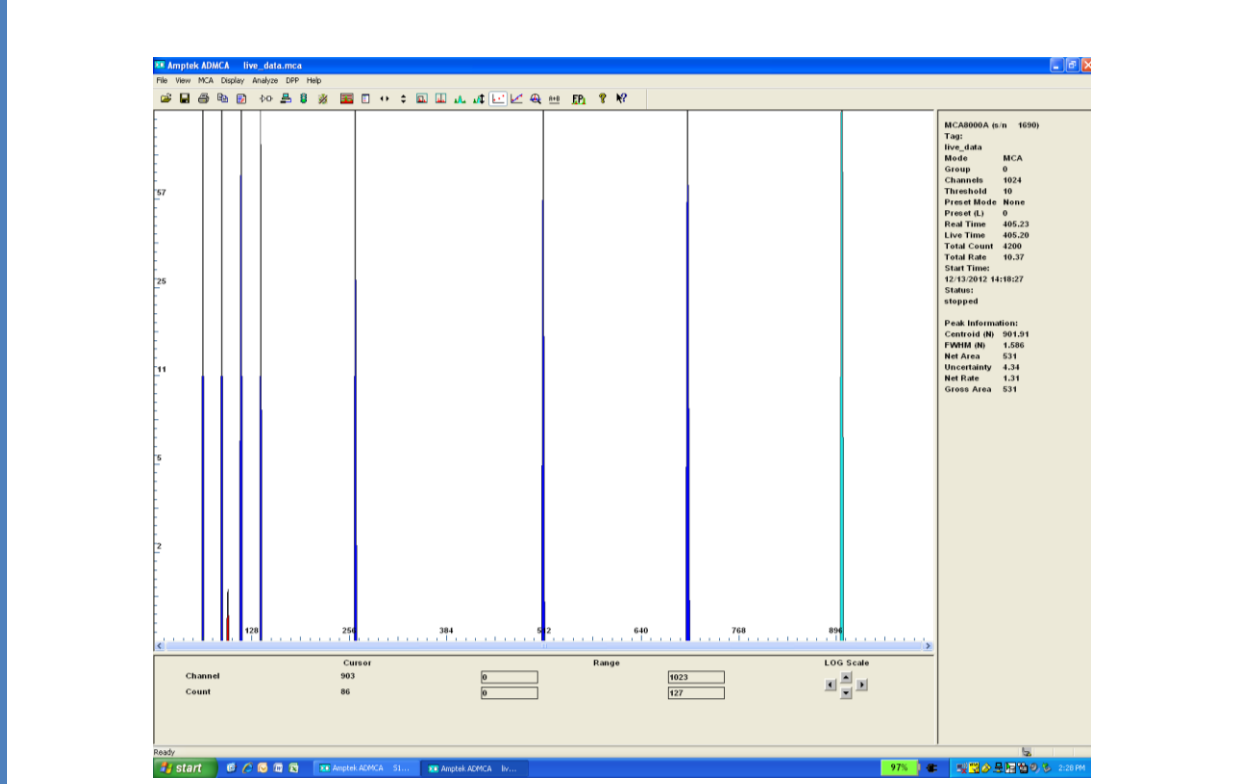 Amptek ADMCA live_data.mca
File View MCA Display Analyze DPP Help
57
25
11
5
2
128 256 384 512 640 768 896
MCA8000A (s/n 1690)
Tag:
live_data
Mode MCA
Group 0
Channels 1024
Threshold 10
Preset Mode None
Preset (L) 0
Real Time 405.23
Live Time 405.20
Total Count 4200
Total Rate 10.37
Start Time:
12/13/2012 14:18:27
Status:
stopped
Peak Information:
Centroid (N) 901.91
FWHM (N) 1.586
Net Area 531
Uncertainty 4.34
Net Rate 1.31
Gross Area 531
Cursor Range LOG Scale
Channel 903 0 1023
Count 86 0 127
Ready
start Amptek ADMCA S1... Amptek ADMCA liv... 97% 2:28 PM